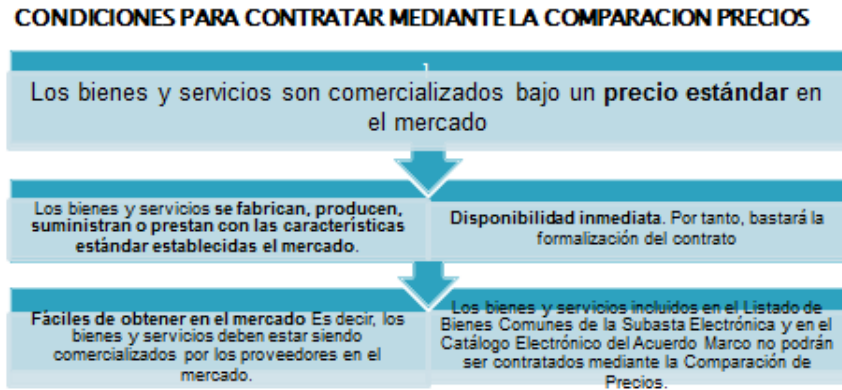 CONDICIONES PARA CONTRATAR MEDIANTE LA COMPARACION PRECIOS
1
Los bienes y servicios son comercializados bajo un precio estándar en
el mercado
Los bienes y servicios se fabrican, producen,
suministran o prestan con las características
estándar establecidas el mercado.
Disponibilidad inmediata. Por tanto, bastará la
formalización del contrato
Fáciles de obtener en el mercado Es decir, los
bienes y servicios deben estar siendo
comercializados por los proveedores en el
mercado.
Los bienes y servicios incluidos en el Listado de
Bienes Comunes de la Subasta Electrónica y en el
Catálogo Electrónico del Acuerdo Marco no podrán
ser contratados mediante la Comparación de
Precios.